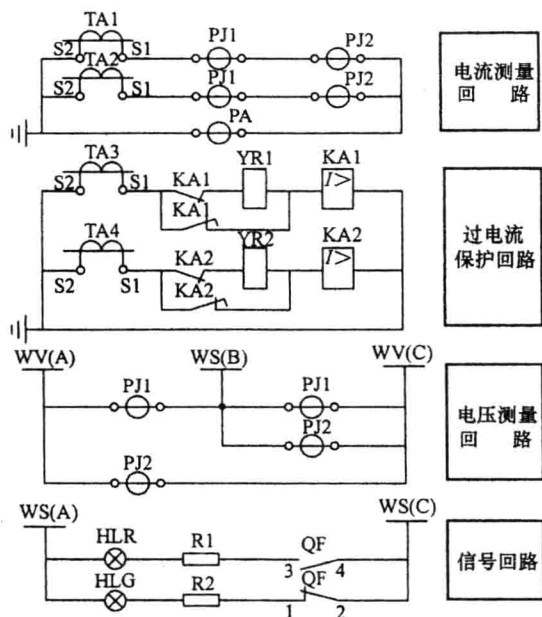 TA1
S2 S1 PJ1 PJ2
TA2
S2 S1 PJ1 PJ2
PA
电流测量
回 路
TA3
S2 S1 KA1 YR1 KA1
I>
KA1
TA4
S2 S1 KA2 YR2 KA2
I>
KA2
过电流
保护回路
WV(A) WS(B) WV(C)
PJ1 PJ1
PJ2
PJ2
电压测量
回 路
WS(A) WS(C)
HLR R1 QF
3 4
HLG R2 QF
1 2
信号回路